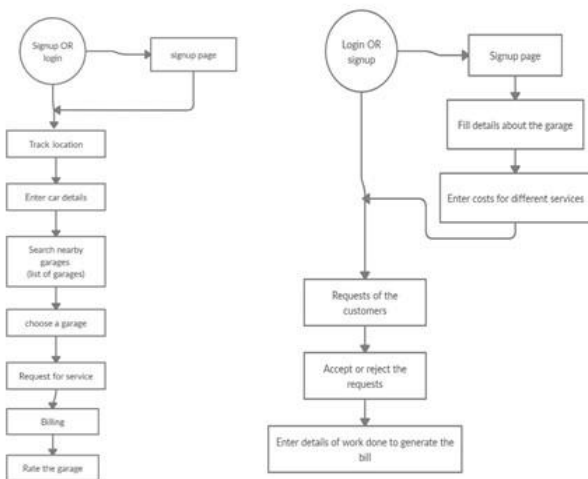 Signup OR
login
signup page
Track location
Enter car details
Search nearby
garages
(list of garages)
choose a garage
Request for service
Billing
Rate the garage
Login OR
signup
Signup page
Fill details about the garage
Enter costs for different services
Requests of the
customers
Accept or reject the
requests
Enter details of work done to generate the
bill